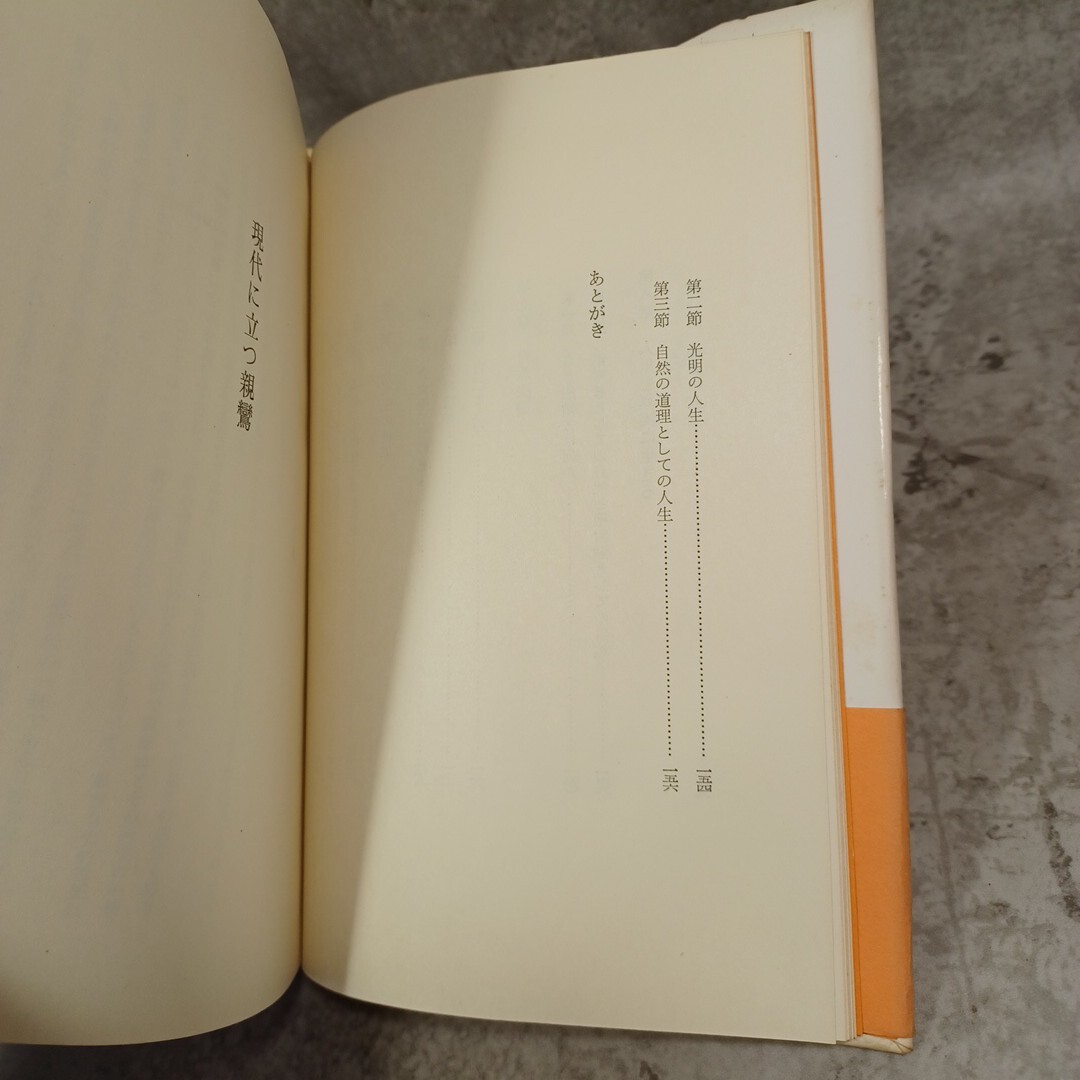 第二節 光明の人生……………………………………一五四
第三節 自然の道理としての人生……………………………一五六
あとがき
現代に立つ親鸞